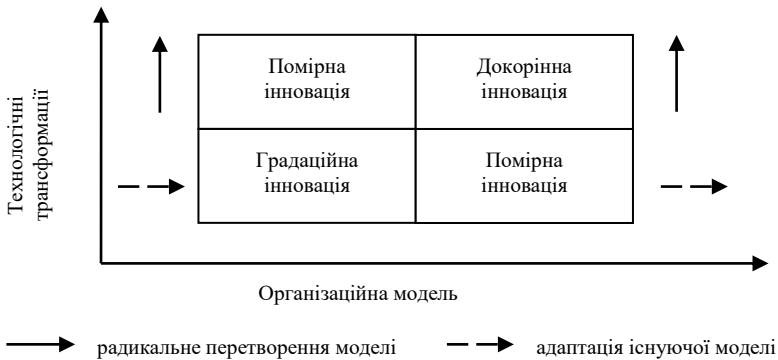 Технологічні
трансформації
Помірна
інновація
Докорінна
інновація
Градаційна
інновація
Помірна
інновація
Організаційна модель
радикальне перетворення моделі
адаптація існуючої моделі